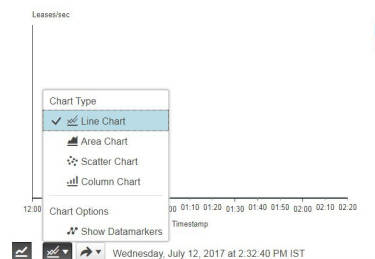 Leases/sec
Chart Type
Line Chart
Area Chart
Scatter Chart
Column Chart
12:00 00 01:10 01:20 01:30 01:40 01:50 02:00 02:10 02:20
Chart Options
Timestamp
Show Datamarkers
Wednesday, July 12, 2017 at 2:32:40 PM IST